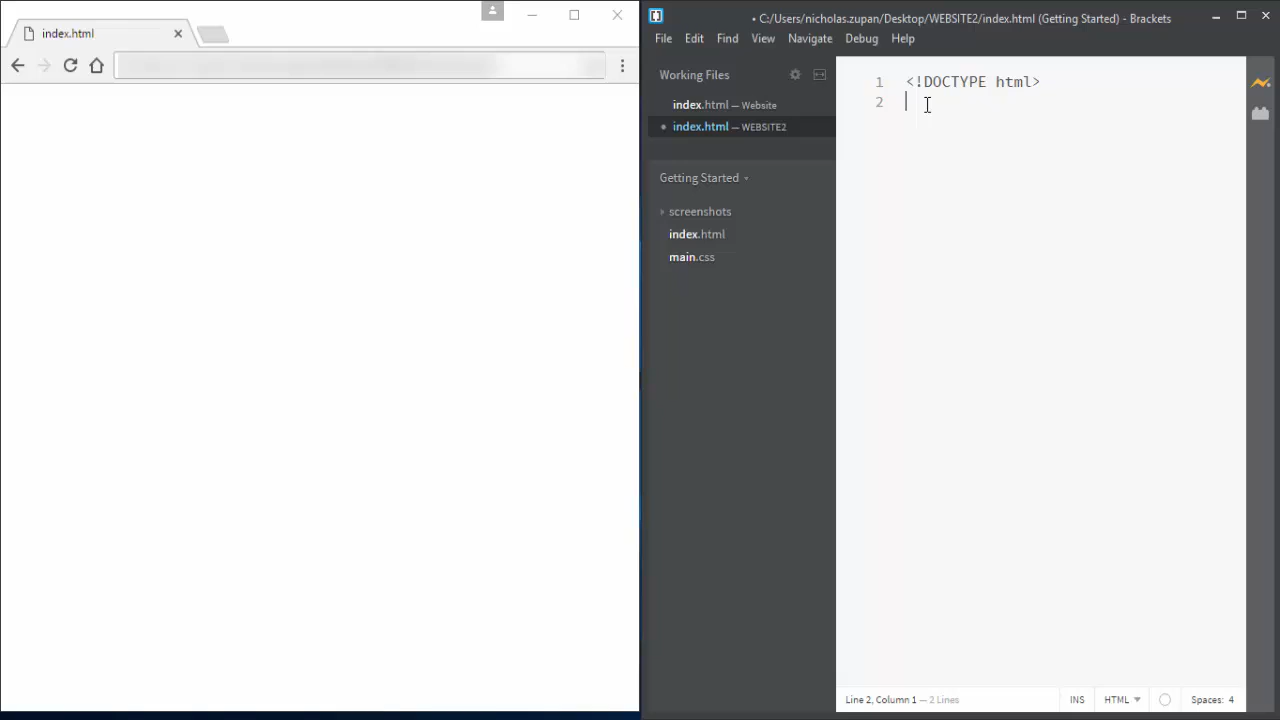 index.html
• C:/Users/nicholas.zupan/Desktop/WEBSITE2/index.html (Getting Started) - Brackets
File Edit Find View Navigate Debug Help
Working Files
index.html — Website
index.html — WEBSITE2
Getting Started
screenshots
index.html
main.css
1 <!DOCTYPE html>
2
Line 2, Column 1 — 2 Lines INS HTML Spaces: 4